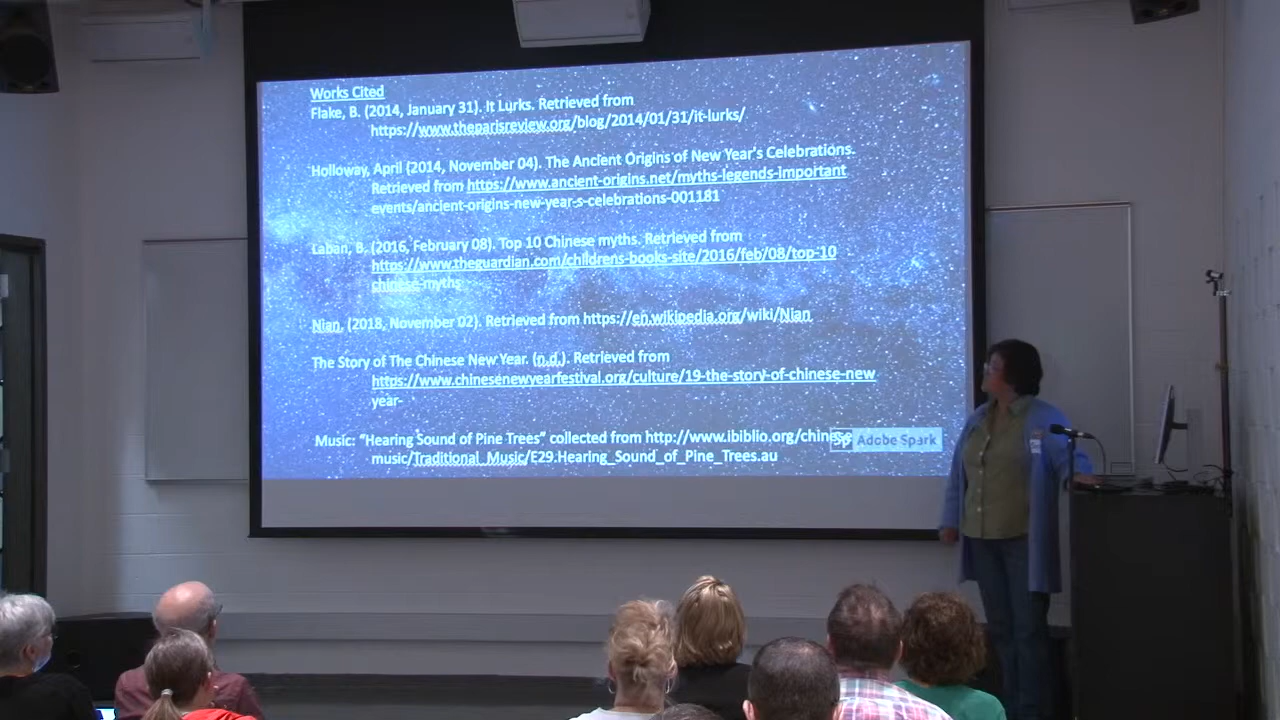 Works Cited
Flake, B. (2014, January 31). It Lurks. Retrieved from
https://www.theparisreview.org/blog/2014/01/31/it-lurks/
Holloway, April (2014, November 04). The Ancient Origins of New Year's Celebrations.
Retrieved from https://www.ancient-origins.net/myths-legends-important
events/ancient-origins-new-year-s-celebrations-001181
Laban, B. (2016, February 08). Top 10 Chinese myths. Retrieved from
https://www.theguardian.com/childrens-books-site/2016/feb/08/top-10
chinese-myths
Nian, (2018, November 02). Retrieved from https://en.wikipedia.org/wiki/Nian
The Story of The Chinese New Year. (n.d.). Retrieved from
https://www.chinesenewyearfestival.org/culture/19-the-story-of-chinese-new
year-
Music: "Hearing Sound of Pine Trees" collected from http://www.ibiblio.org/chinese
music/Traditional_Music/E29.Hearing_Sound_of_Pine_Trees.au
Sp Adobe Spark